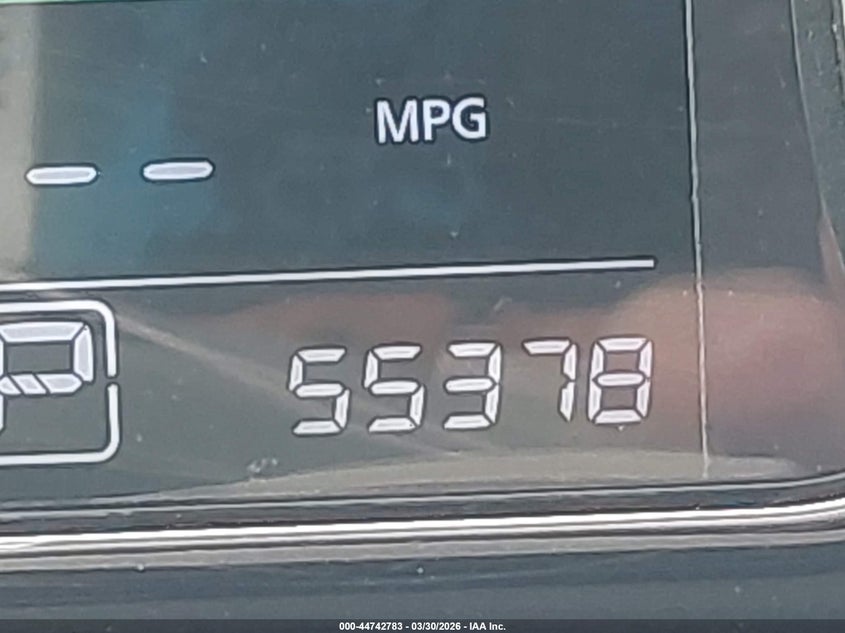 MPG
- -
P 55378
000-44742783 - 03/30/2026 - IAA Inc.